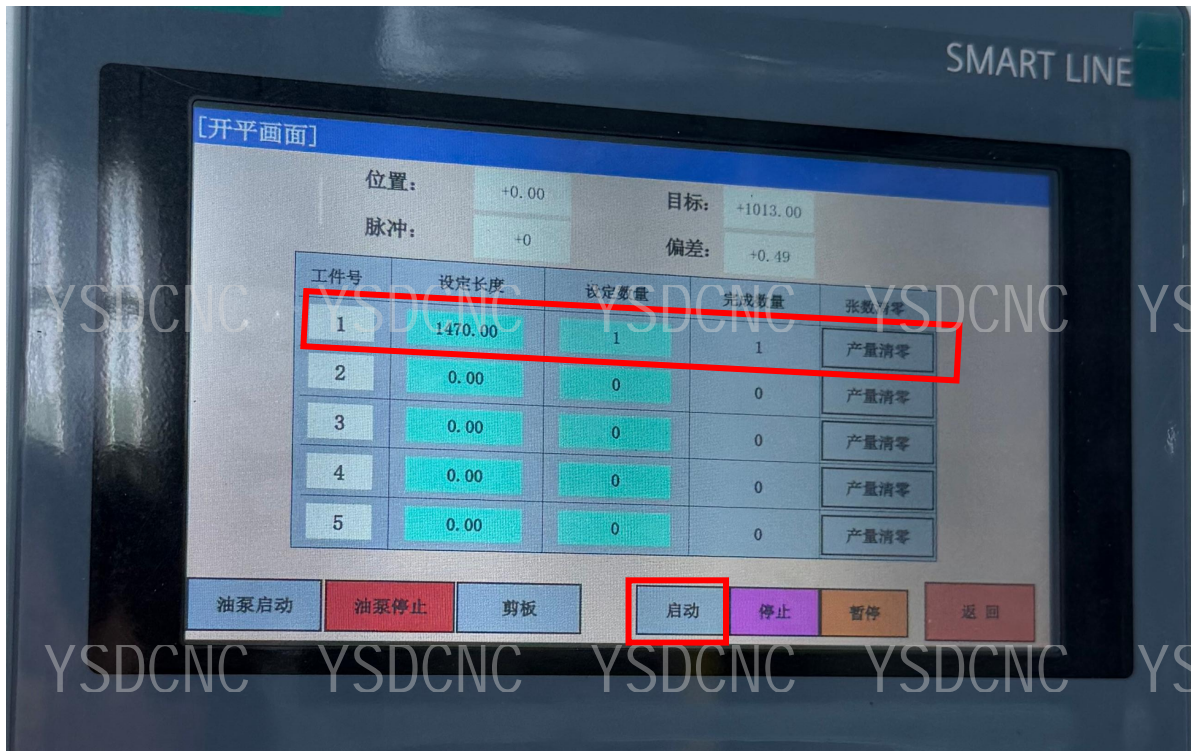 SMART LINE
[开平画面]
位置: +0.00 目标: +1013.00
脉冲: +0 偏差: +0.49
工件号 设定长度 设定数量 完成数量 张数清零
YSDCNC YSDCNC YSDCNC YSDCNC YS
1 1470.00 1 1 产量清零
2 0.00 0 0 产量清零
3 0.00 0 0 产量清零
4 0.00 0 0 产量清零
5 0.00 0 0 产量清零
油泵启动 油泵停止 剪板 启动 停止 暂停 返回
YSDCNC YSDCNC YSDCNC YSDCNC YS